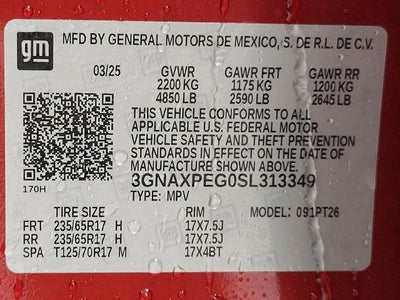 gm
MFD BY GENERAL MOTORS DE MEXICO, S. DE R.L. DE C.V.
03/25 GVWR GAWR FRT GAWR RR
2200 KG 1175 KG 1200 KG
4850 LB 2590 LB 2645 LB
THIS VEHICLE CONFORMS TO ALL
APPLICABLE U.S. FEDERAL MOTOR
VEHICLE SAFETY AND THEFT PREVENTION
STANDARDS IN EFFECT ON THE DATE OF
MANUFACTURE SHOWN ABOVE.
3GNAXPEG0SL313349
170H
TYPE: MPV
TIRE SIZE RIM MODEL: 091PT26
FRT 235/65R17 H 17X7.5J
RR 235/65R17 H 17X7.5J
SPA T125/70R17 M 17X4BT